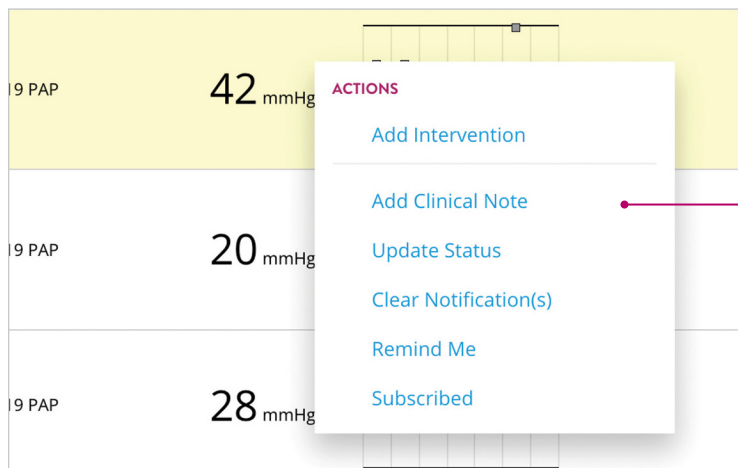 19 PAP
42 mmHg
ACTIONS
Add Intervention
Add Clinical Note
Update Status
19 PAP
20 mmHg
Clear Notification(s)
Remind Me
Subscribed
19 PAP
28 mmHg